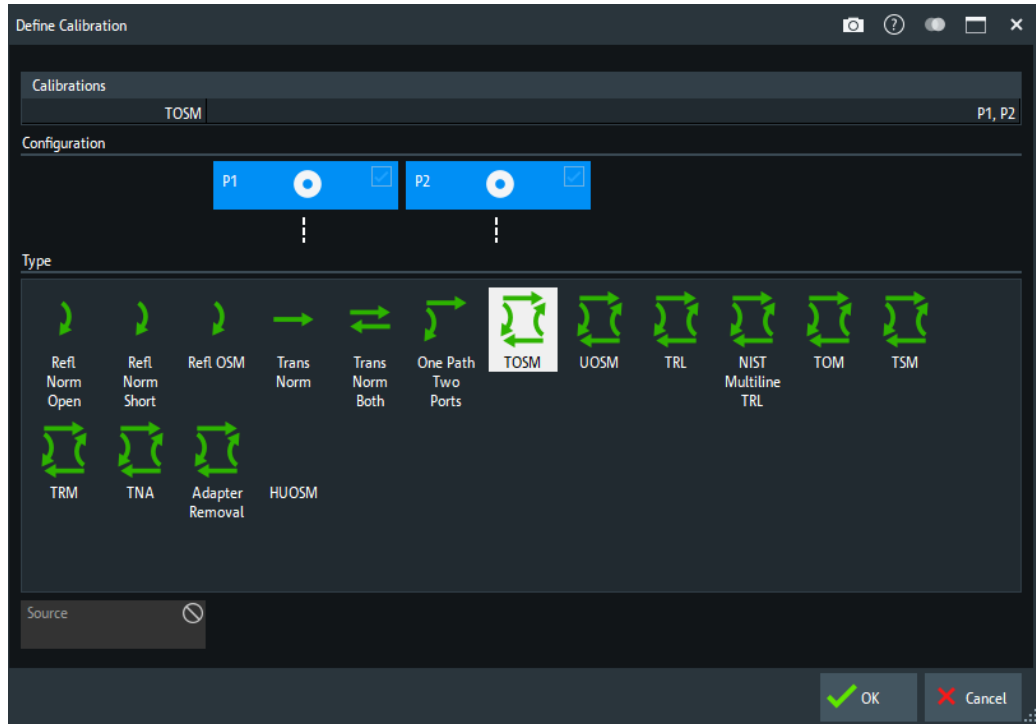 Define Calibration
Calibrations
TOSM P1, P2
Configuration
P1 P2
Type
Refl Norm Open
Refl Norm Short
Refl OSM
Trans Norm
Trans Norm Both
One Path Two Ports
TOSM
UOSM
TRL
NIST Multiline TRL
TOM
TSM
TRM
TNA
Adapter Removal
HUOSM
Source
OK Cancel